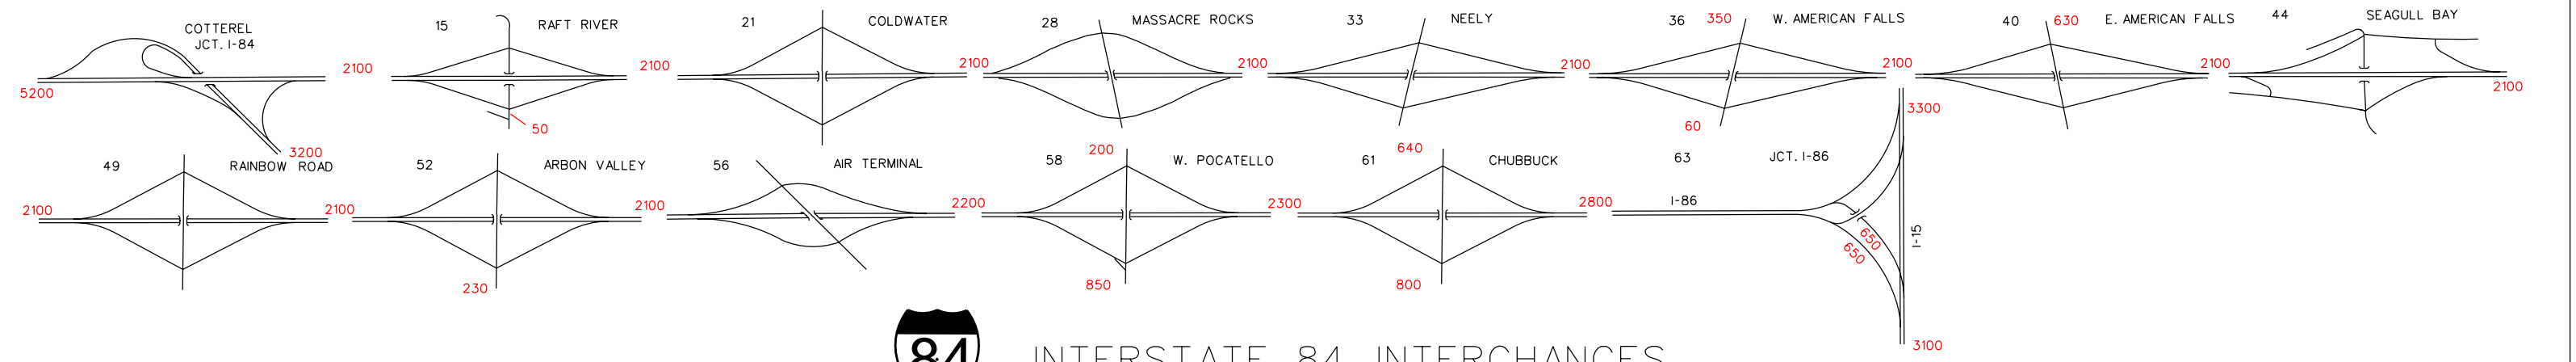 COTTEREL
JCT. I-84
5200
3200
2100
15 RAFT RIVER
50
2100
21 COLDWATER
2100
28 MASSACRE ROCKS
2100
33 NEELY
2100
36 350 W. AMERICAN FALLS
60
2100
40 630 E. AMERICAN FALLS
2100
44 SEAGULL BAY
2100
49 RAINBOW ROAD
2100
2100
52 ARBON VALLEY
230
2100
56 AIR TERMINAL
2200
58 200 W. POCATELLO
850
2300
61 640 CHUBBUCK
800
2800
63 JCT. I-86
I-86
3300
I-15
650
650
3100
84 INTERSTATE 84 INTERCHANGES